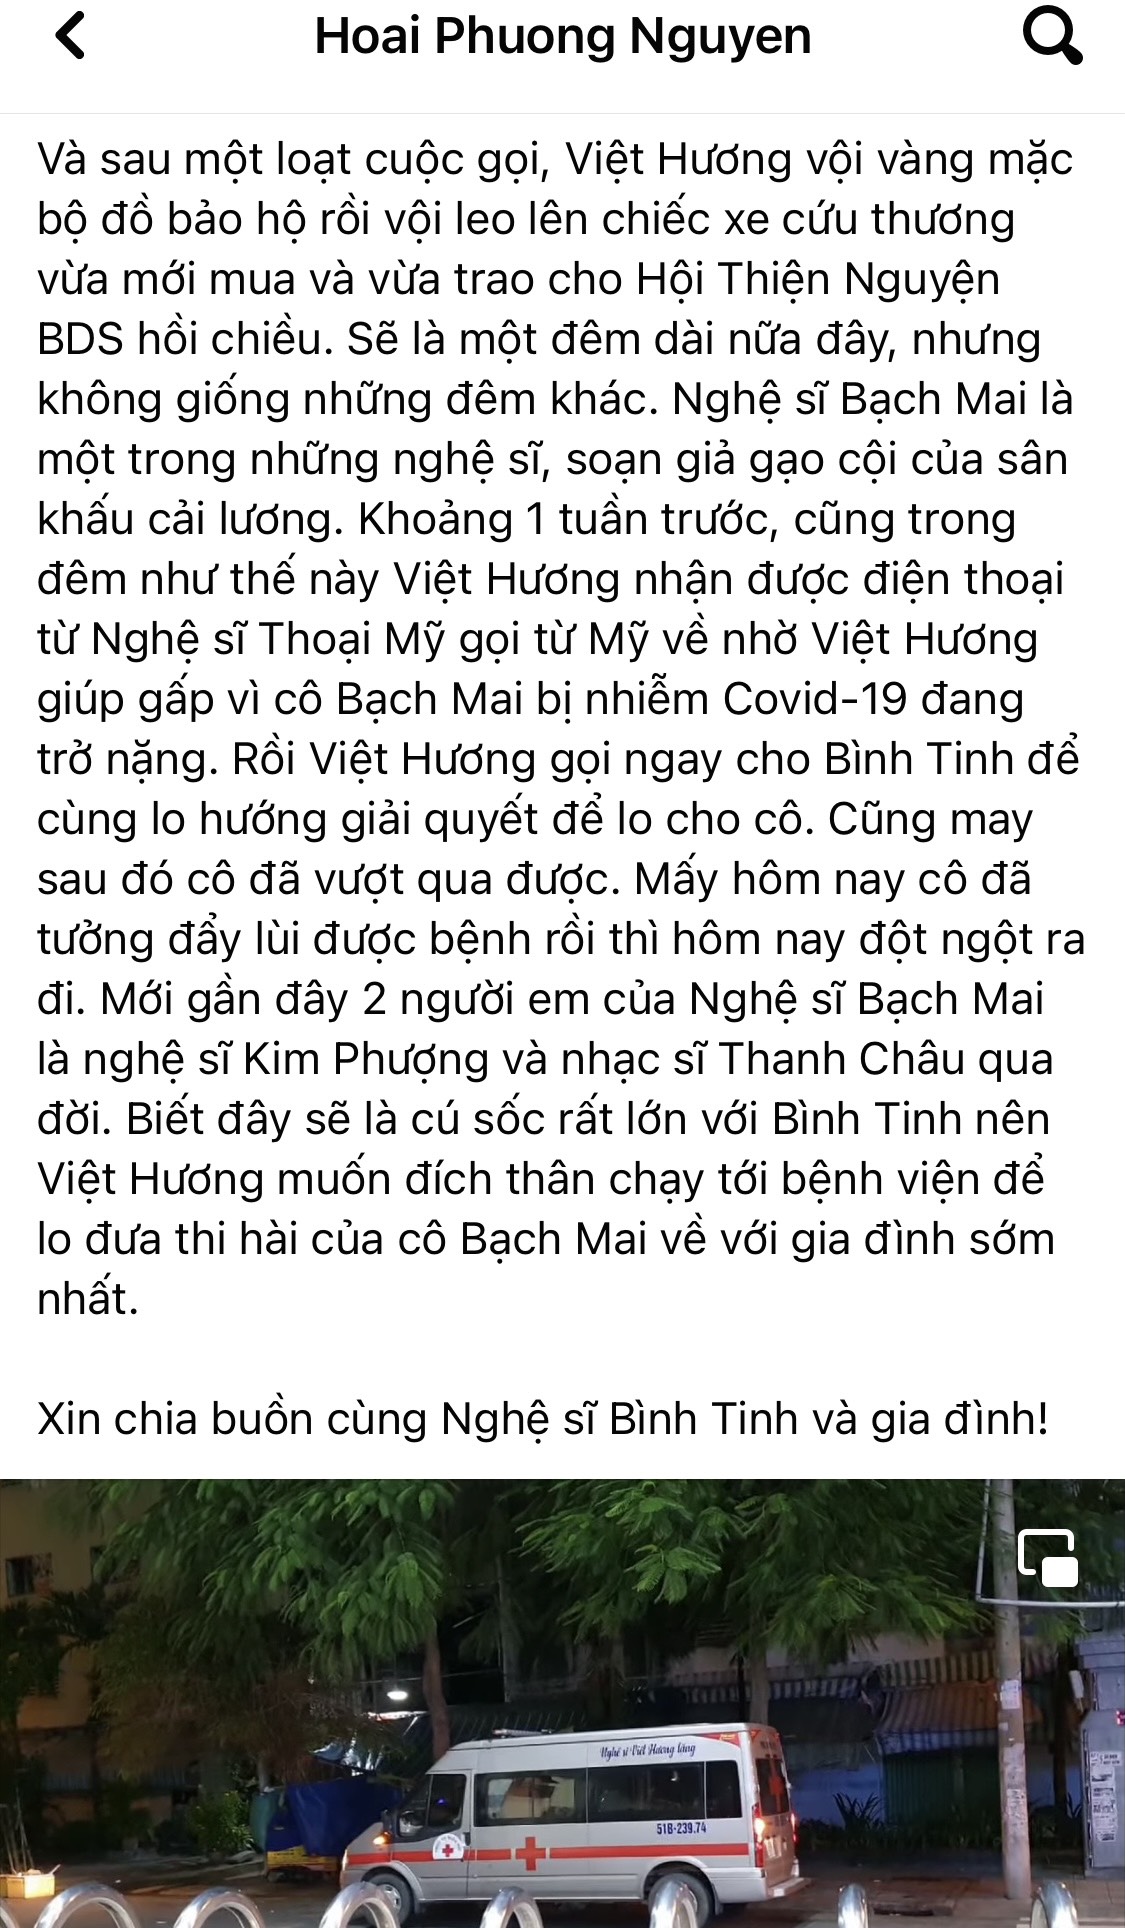 Hoai Phuong Nguyen
Và sau một loạt cuộc gọi, Việt Hương vội vàng mặc
bộ đồ bảo hộ rồi vội leo lên chiếc xe cứu thương
vừa mới mua và vừa trao cho Hội Thiện Nguyện
BDS hồi chiều. Sẽ là một đêm dài nữa đây, nhưng
không giống những đêm khác. Nghệ sĩ Bạch Mai là
một trong những nghệ sĩ, soạn giả gạo cội của sân
khấu cải lương. Khoảng 1 tuần trước, cũng trong
đêm như thế này Việt Hương nhận được điện thoại
từ Nghệ sĩ Thoại Mỹ gọi từ Mỹ về nhờ Việt Hương
giúp gấp vì cô Bạch Mai bị nhiễm Covid-19 đang
trở nặng. Rồi Việt Hương gọi ngay cho Bình Tinh để
cùng lo hướng giải quyết để lo cho cô. Cũng may
sau đó cô đã vượt qua được. Mấy hôm nay cô đã
tưởng đẩy lùi được bệnh rồi thì hôm nay đột ngột ra
đi. Mới gần đây 2 người em của Nghệ sĩ Bạch Mai
là nghệ sĩ Kim Phượng và nhạc sĩ Thanh Châu qua
đời. Biết đây sẽ là cú sốc rất lớn với Bình Tinh nên
Việt Hương muốn đích thân chạy tới bệnh viện để
lo đưa thi hài của cô Bạch Mai về với gia đình sớm
nhất.
Xin chia buồn cùng Nghệ sĩ Bình Tinh và gia đình!
Nghệ sĩ Việt Hương tặng
51B-239.74